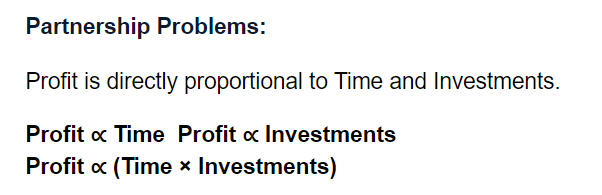 Partnership Problems:
Profit is directly proportional to Time and Investments.
Profit ∝ Time  Profit ∝ Investments
Profit ∝ (Time × Investments)